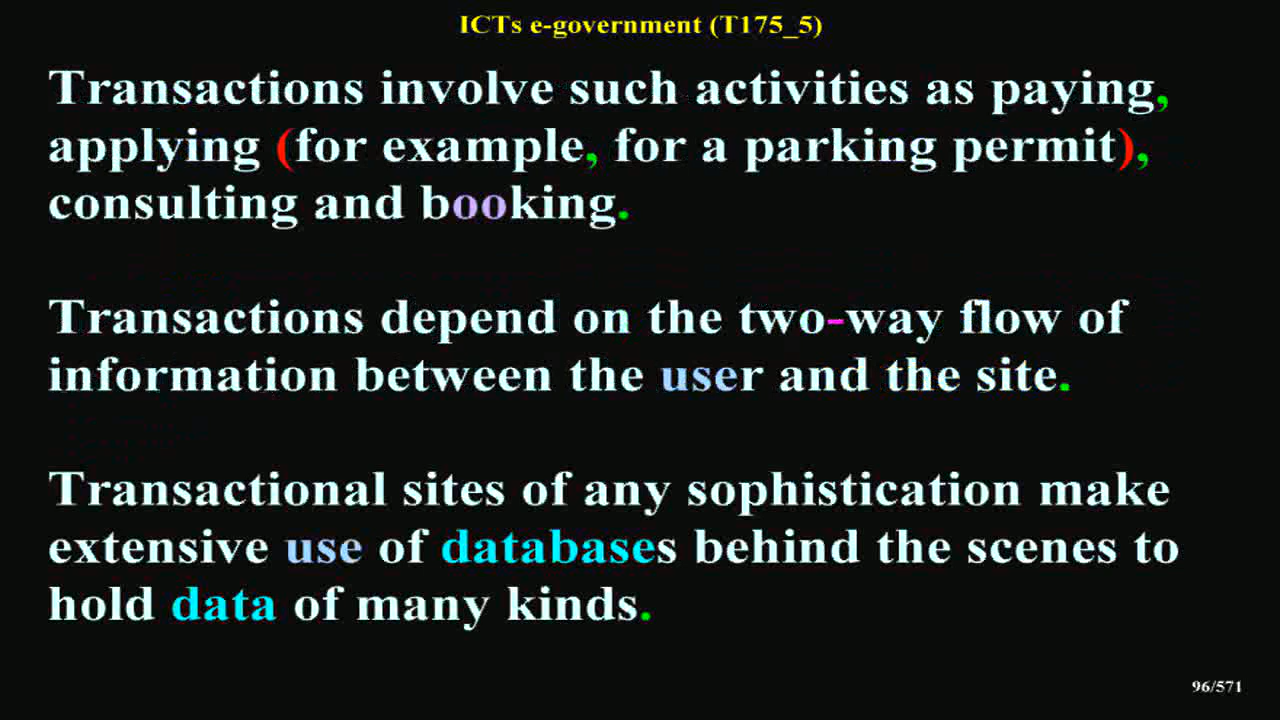 ICTs e-government (T175_5)
Transactions involve such activities as paying,
applying (for example, for a parking permit),
consulting and booking.
Transactions depend on the two-way flow of
information between the user and the site.
Transactional sites of any sophistication make
extensive use of databases behind the scenes to
hold data of many kinds.
96/571